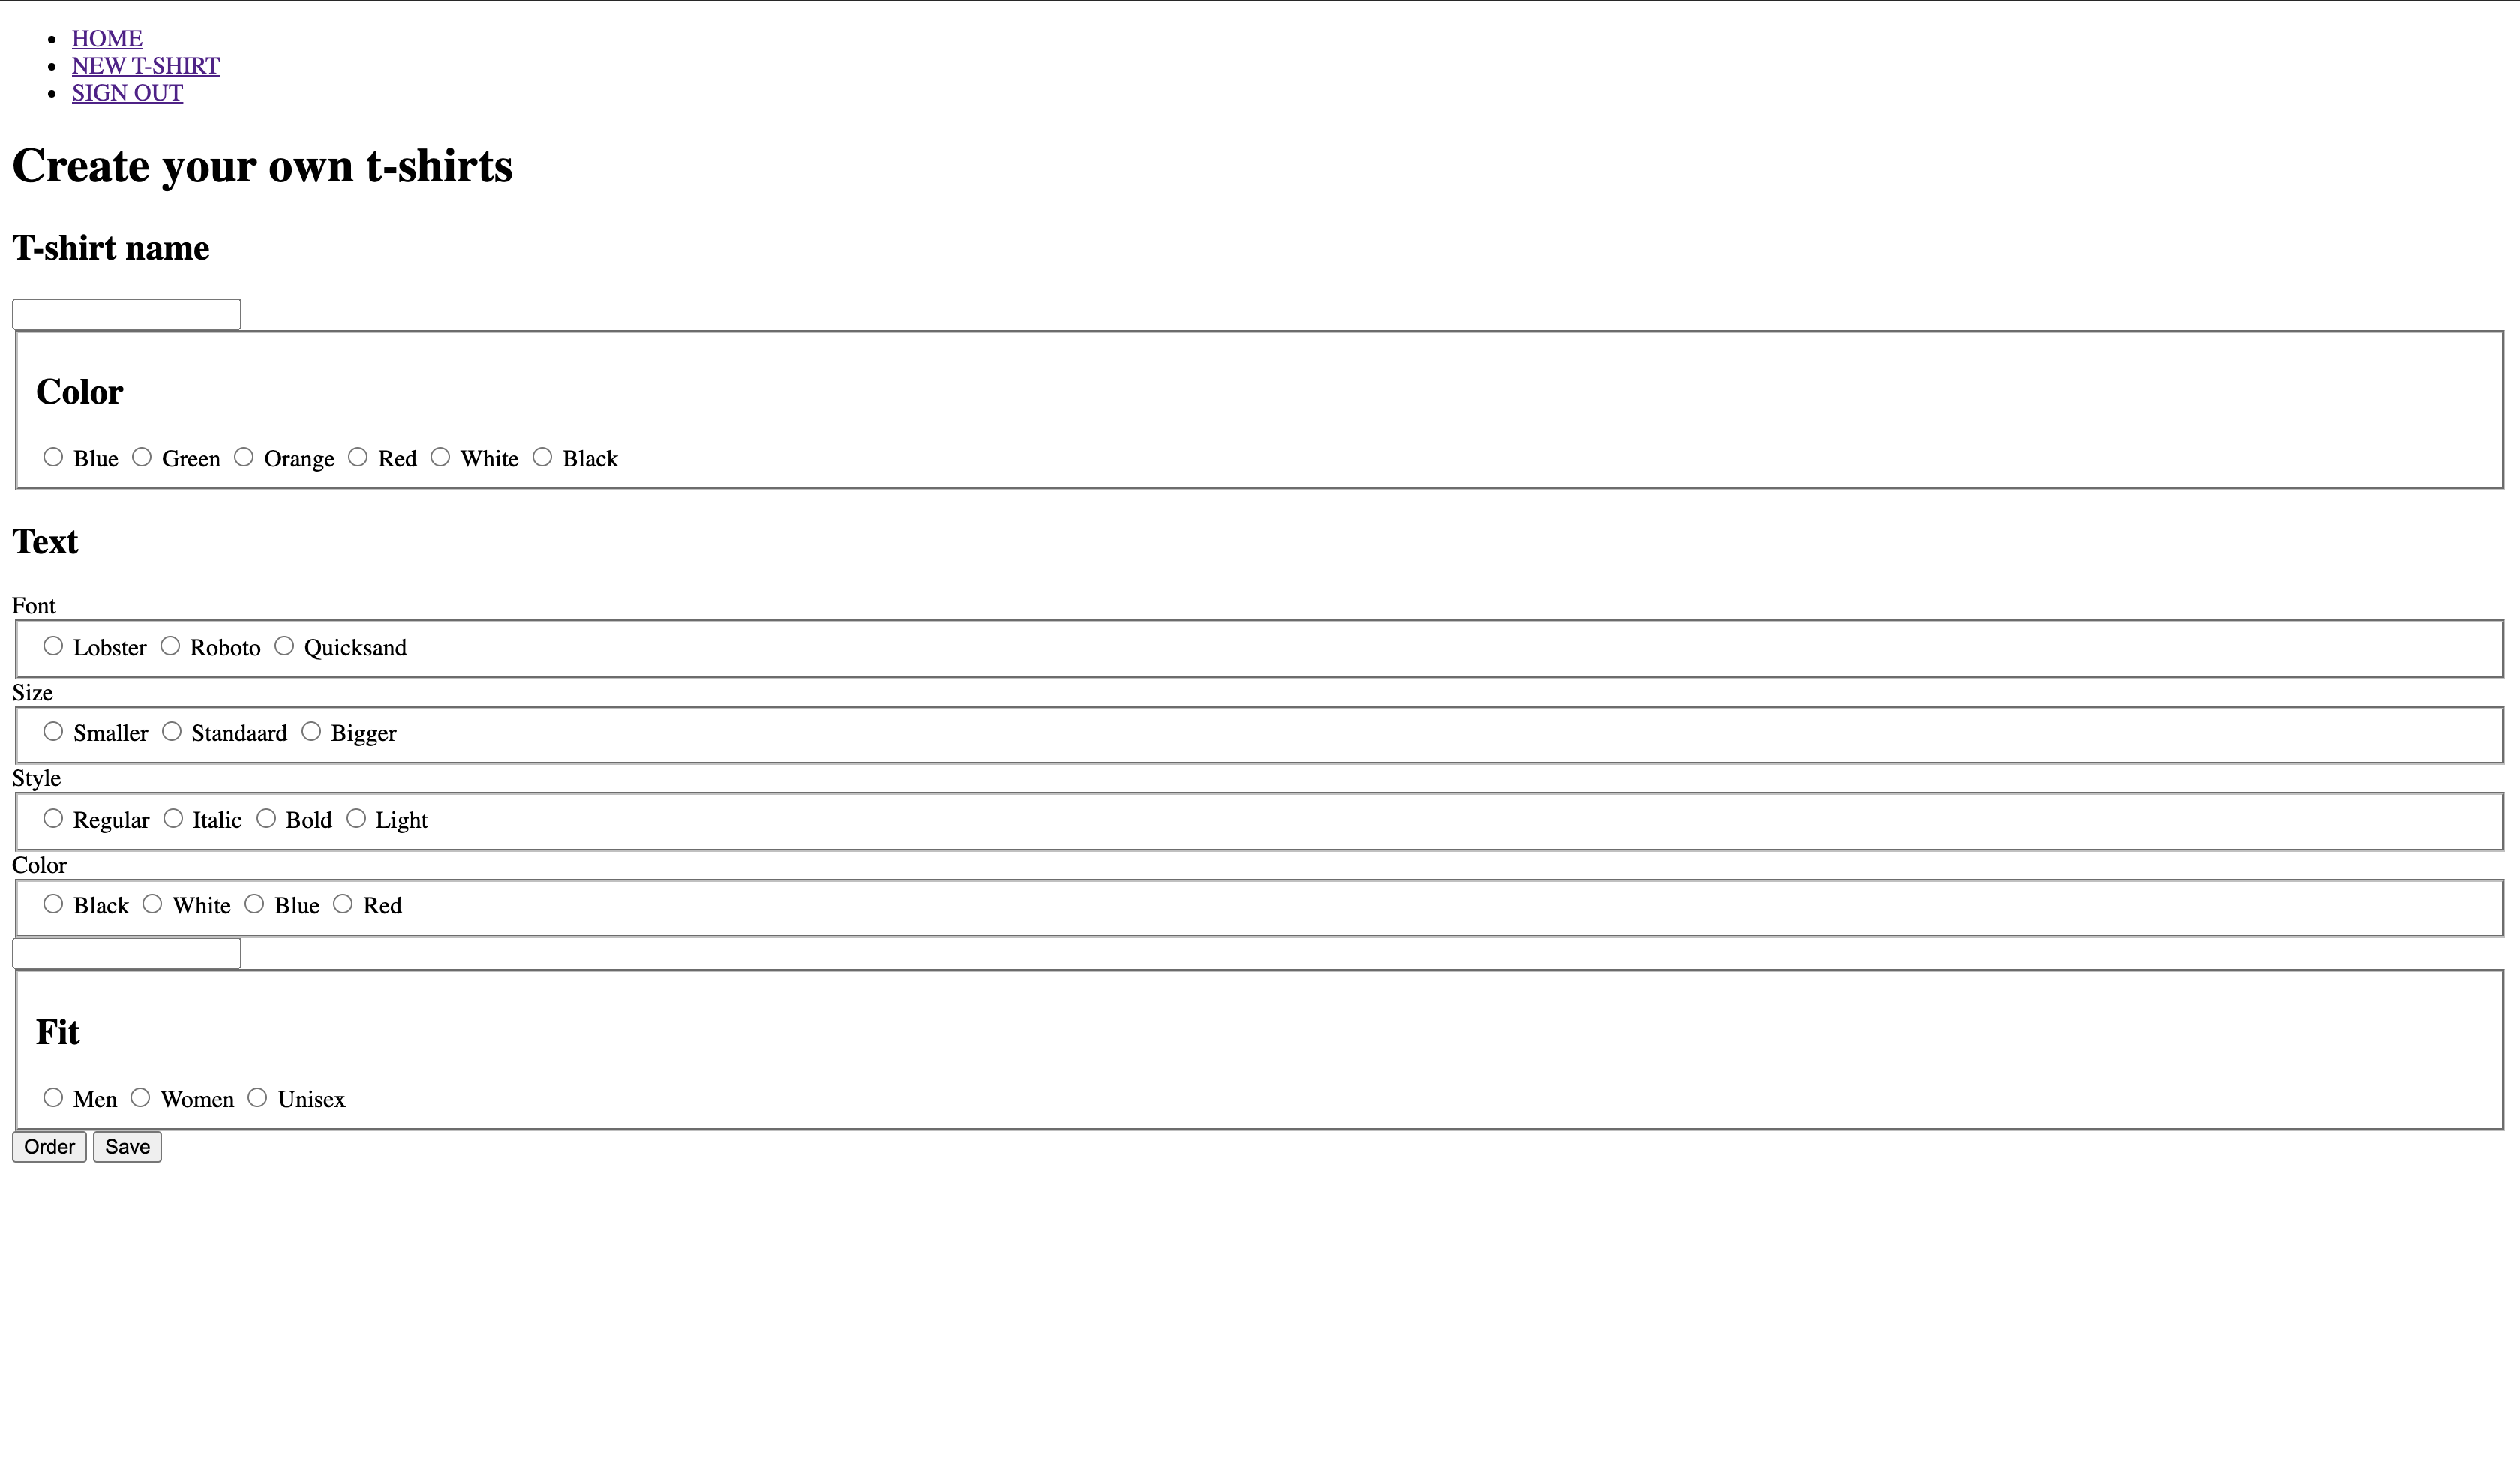 HOME
NEW T-SHIRT
SIGN OUT
Create your own t-shirts
T-shirt name
Color
Blue Green Orange Red White Black
Text
Font
Lobster Roboto Quicksand
Size
Smaller Standaard Bigger
Style
Regular Italic Bold Light
Color
Black White Blue Red
Fit
Men Women Unisex
Order Save